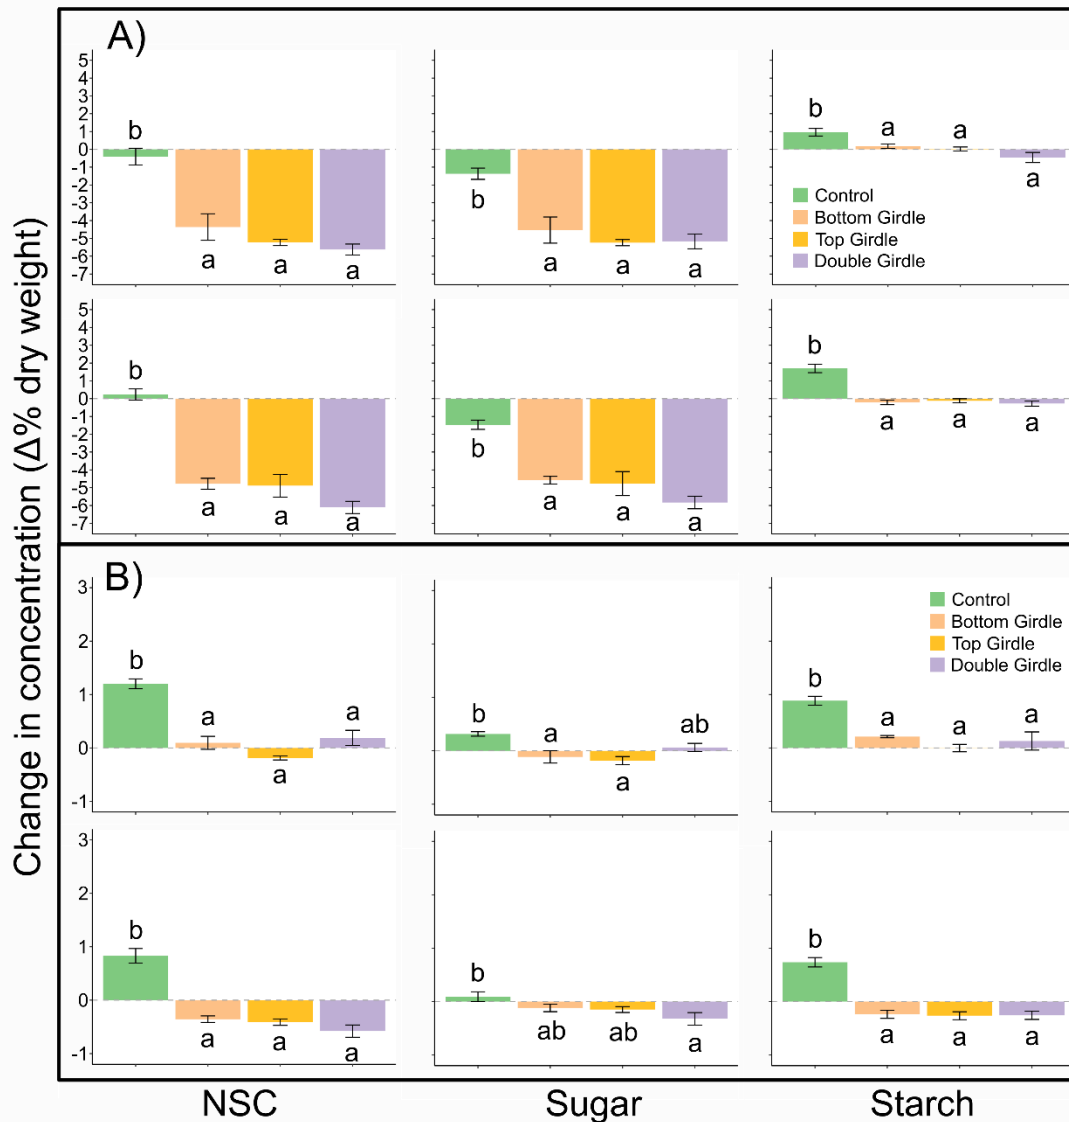 Change in concentration (Δ% dry weight)
A)
5
4
3
2
1
0
-1
-2
-3
-4
-5
-6
-7
b
a
a
a
b
a
a
a
b
a
a
a
Control
Bottom Girdle
Top Girdle
Double Girdle
5
4
3
2
1
0
-1
-2
-3
-4
-5
-6
-7
b
a
a
a
b
a
a
a
b
a
a
a
B)
3
2
1
0
-1
b
a
a
a
b
a
a
ab
b
a
a
a
Control
Bottom Girdle
Top Girdle
Double Girdle
3
2
1
0
-1
b
a
a
a
b
ab
ab
a
b
a
a
a
NSC
Sugar
Starch